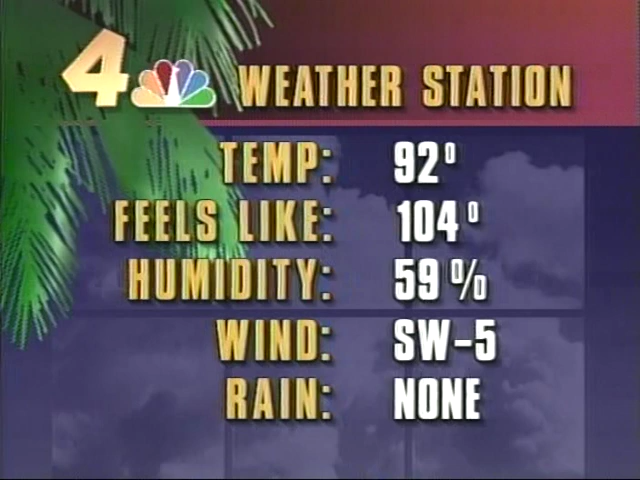 4 WEATHER STATION
TEMP: 92°
FEELS LIKE: 104°
HUMIDITY: 59%
WIND: SW-5
RAIN: NONE